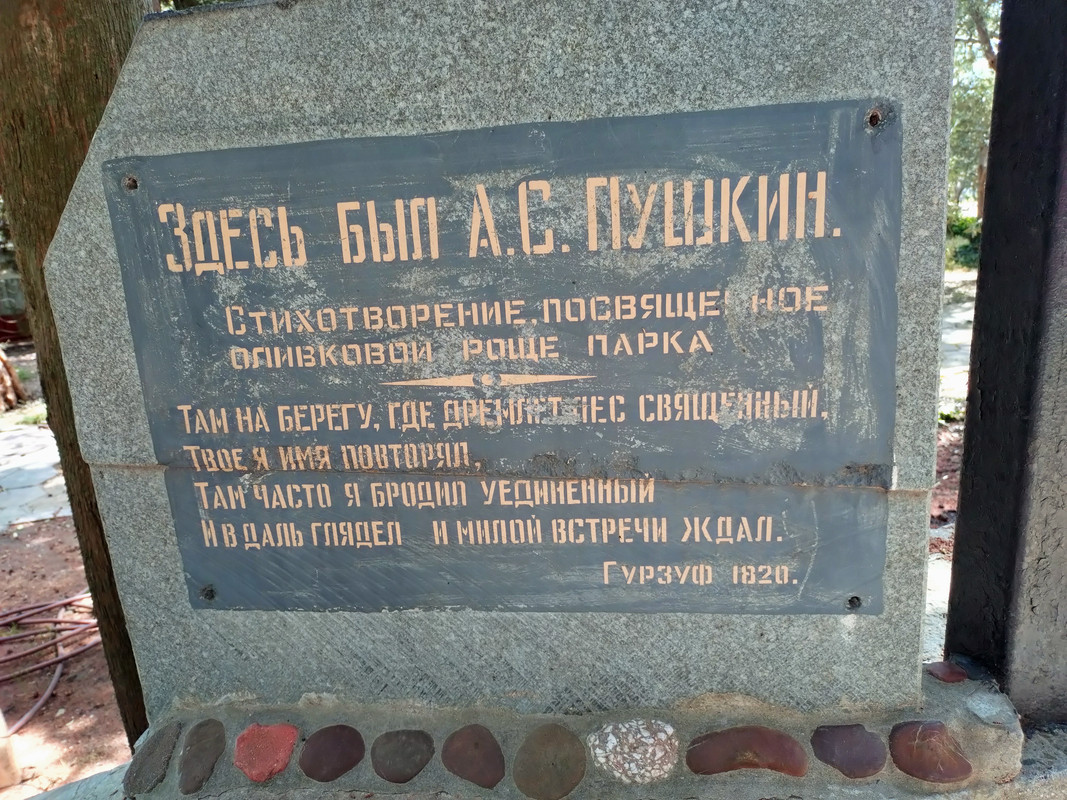 Здесь был А.С. Пушкин.
Стихотворение, посвященное
оливковой роще парка
Там на берегу, где дремлет лес священный,
Твое я имя повторял,
Там часто я бродил уединенный
И в даль глядел и милой встречи ждал.
Гурзуф 1820.